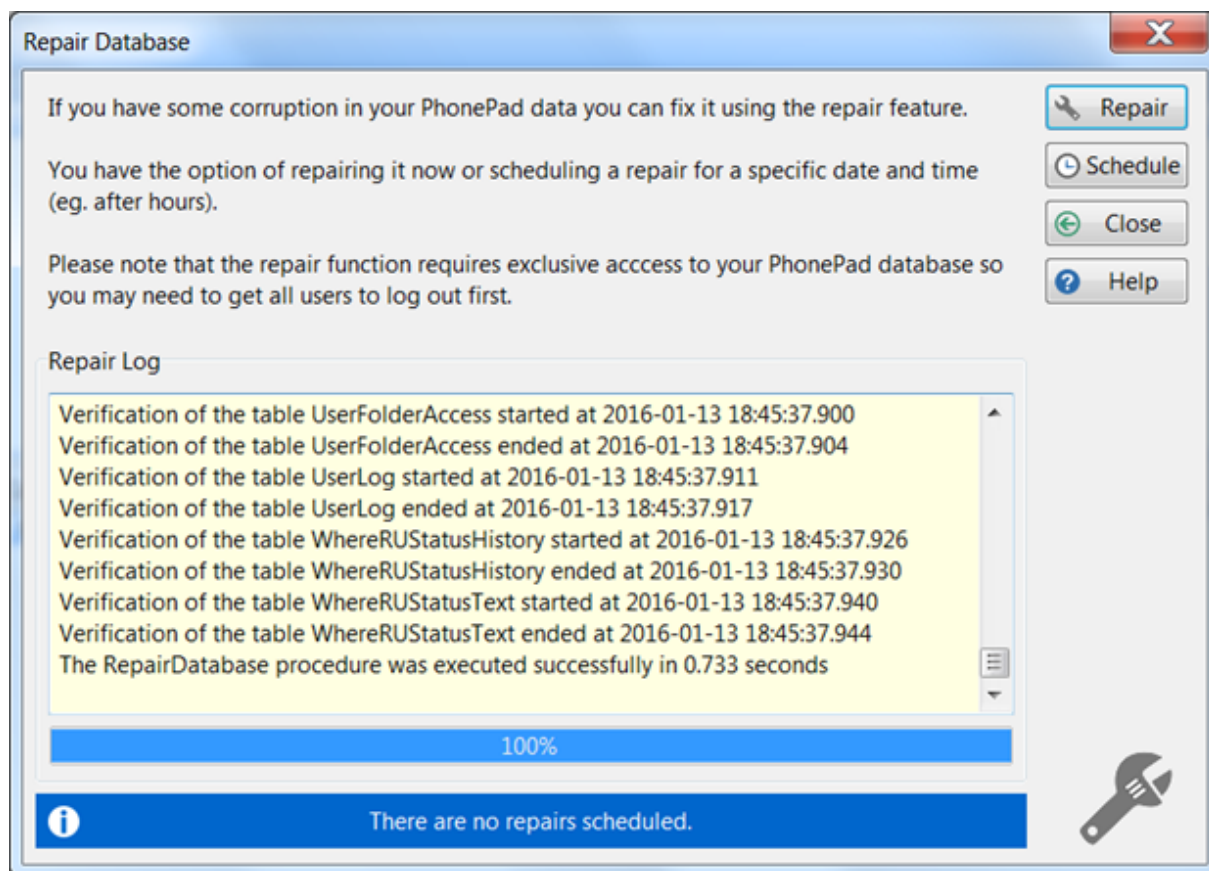 Repair Database
If you have some corruption in your PhonePad data you can fix it using the repair feature.
You have the option of repairing it now or scheduling a repair for a specific date and time
(eg. after hours).
Please note that the repair function requires exclusive acccess to your PhonePad database so
you may need to get all users to log out first.
Repair
Schedule
Close
Help
Repair Log
Verification of the table UserFolderAccess started at 2016-01-13 18:45:37.900
Verification of the table UserFolderAccess ended at 2016-01-13 18:45:37.904
Verification of the table UserLog started at 2016-01-13 18:45:37.911
Verification of the table UserLog ended at 2016-01-13 18:45:37.917
Verification of the table WhereRUStatusHistory started at 2016-01-13 18:45:37.926
Verification of the table WhereRUStatusHistory ended at 2016-01-13 18:45:37.930
Verification of the table WhereRUStatusText started at 2016-01-13 18:45:37.940
Verification of the table WhereRUStatusText ended at 2016-01-13 18:45:37.944
The RepairDatabase procedure was executed successfully in 0.733 seconds
100%
There are no repairs scheduled.